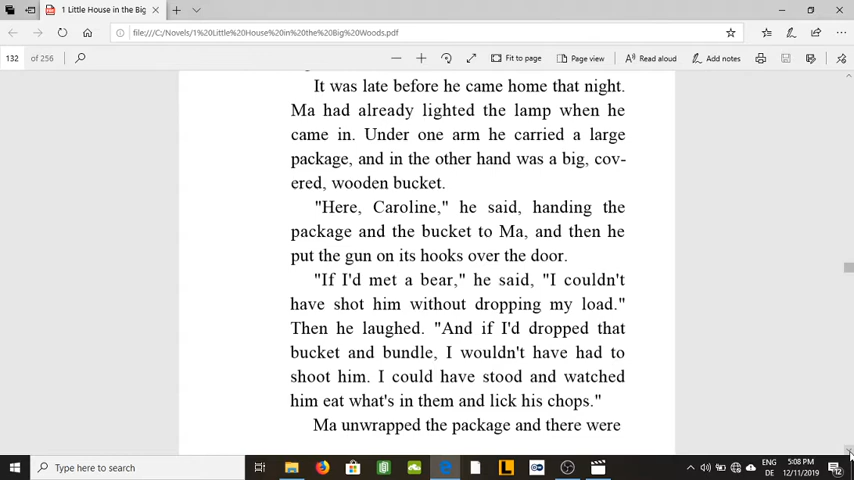 1 Little House in the Big
file:///C:/Novels/1%20Little%20House%20in%20the%20Big%20Woods.pdf
132 of 256
Fit to page
Page view
Read aloud
Add notes
It was late before he came home that night.
Ma had already lighted the lamp when he
came in. Under one arm he carried a large
package, and in the other hand was a big, cov-
ered, wooden bucket.
"Here, Caroline," he said, handing the
package and the bucket to Ma, and then he
put the gun on its hooks over the door.
"If I'd met a bear," he said, "I couldn't
have shot him without dropping my load."
Then he laughed. "And if I'd dropped that
bucket and bundle, I wouldn't have had to
shoot him. I could have stood and watched
him eat what's in them and lick his chops."
Ma unwrapped the package and there were
Type here to search
ENG 5:08 PM
DE 12/11/2019
12